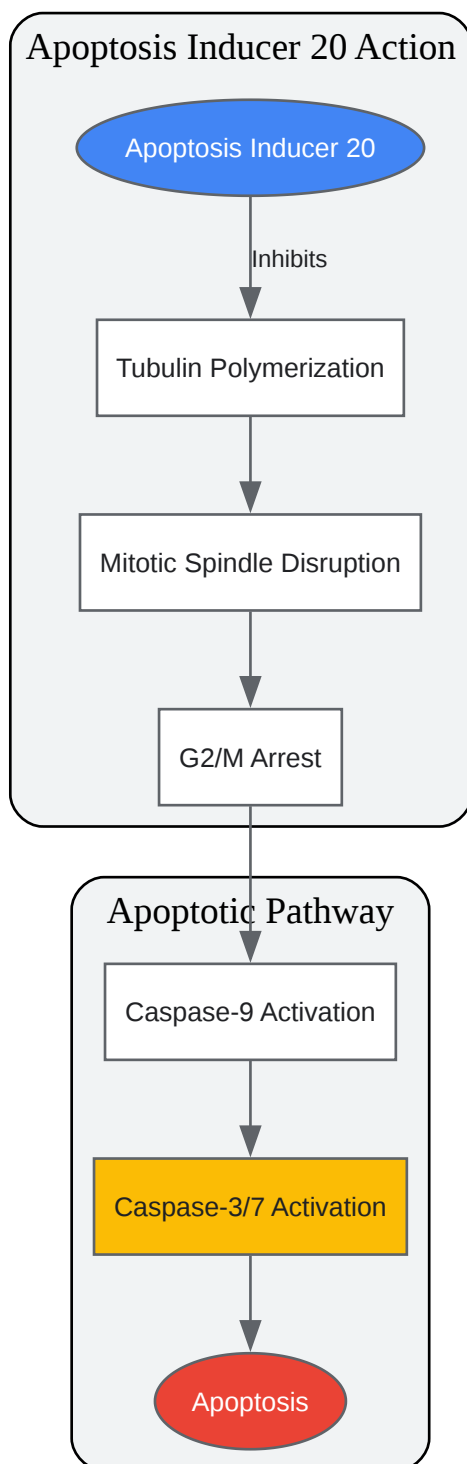 Apoptosis Inducer 20 Action
Apoptosis Inducer 20
Inhibits
Tubulin Polymerization
Mitotic Spindle Disruption
G2/M Arrest
Apoptotic Pathway
Caspase-9 Activation
Caspase-3/7 Activation
Apoptosis